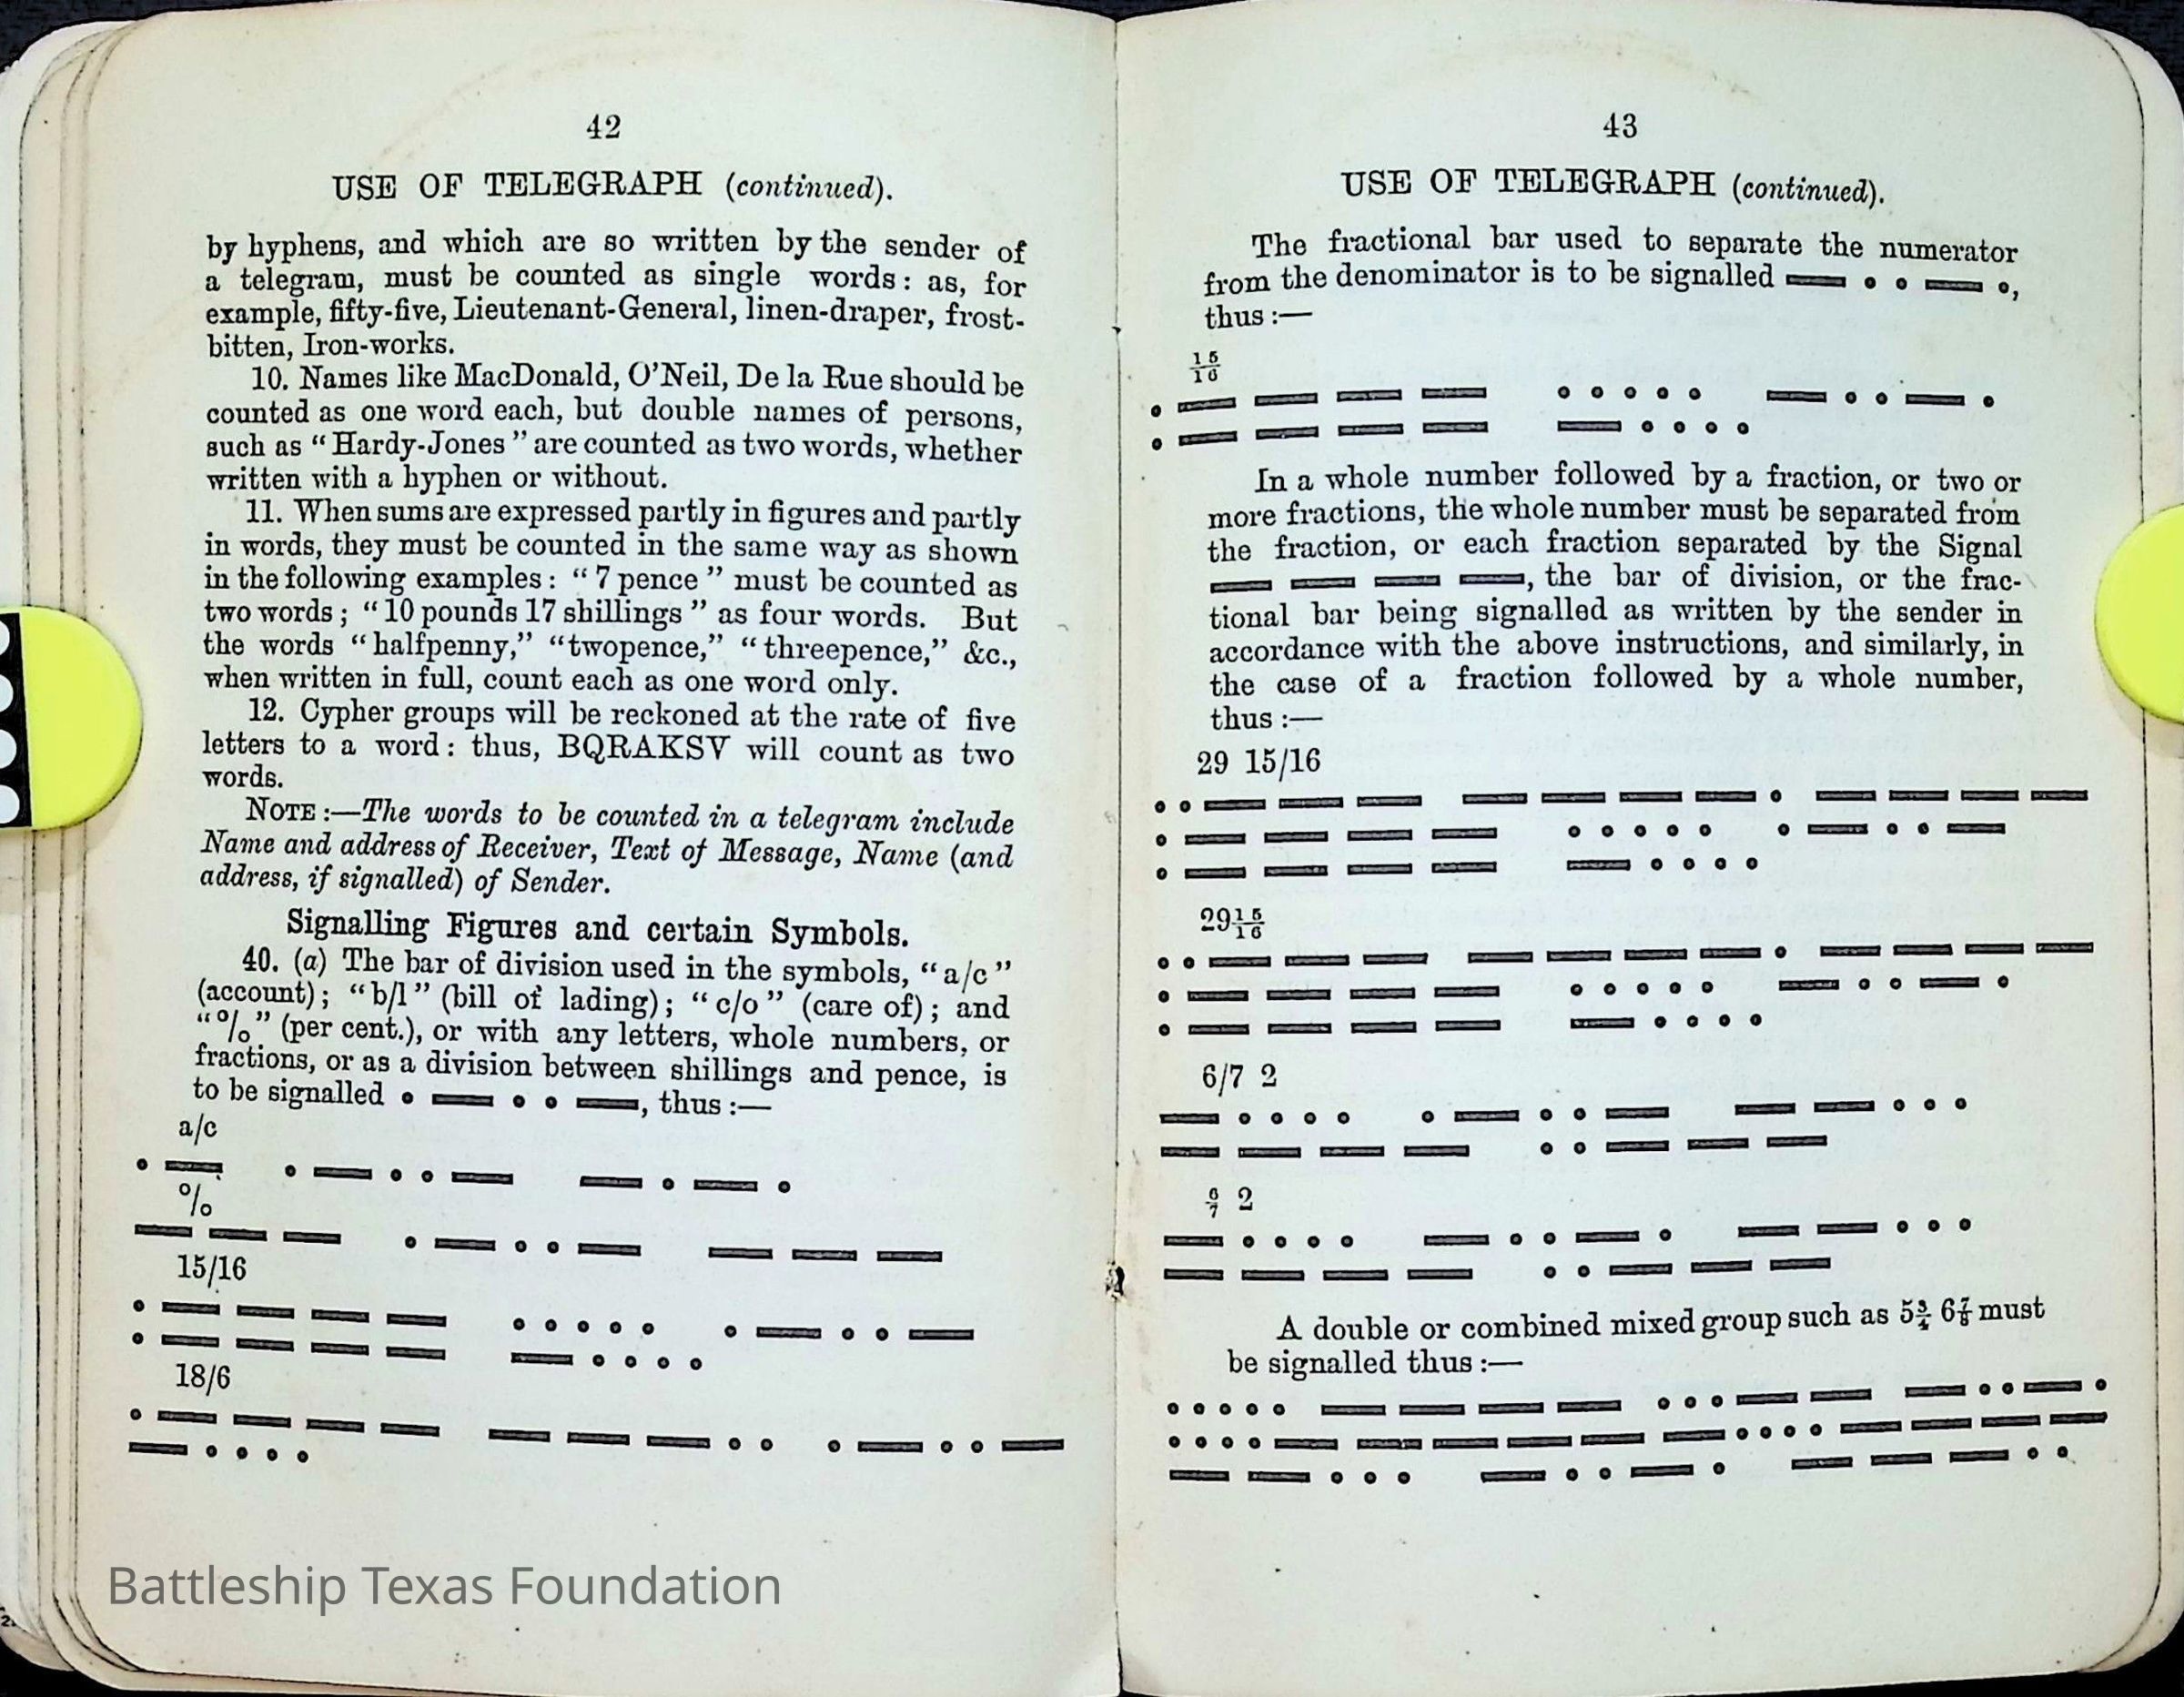 42
USE OF TELEGRAPH (continued).
by hyphens, and which are so written by the sender of
a telegram, must be counted as single words: as, for
example, fifty-five, Lieutenant-General, linen-draper, frost-
bitten, Iron-works.
10. Names like MacDonald, O'Neil, De la Rue should be
counted as one word each, but double names of persons,
such as “Hardy-Jones” are counted as two words, whether
written with a hyphen or without.
11. When sums are expressed partly in figures and partly
in words, they must be counted in the same way as shown
in the following examples: “7 pence” must be counted as
two words; “10 pounds 17 shillings” as four words. But
the words “halfpenny,” “twopence,” “threepence,” &c.,
when written in full, count each as one word only.
12. Cypher groups will be reckoned at the rate of five
letters to a word: thus, BQRAKSV will count as two
words.
NOTE:—The words to be counted in a telegram include
Name and address of Receiver, Text of Message, Name (and
address, if signalled) of Sender.
Signalling Figures and certain Symbols.
40. (a) The bar of division used in the symbols, “a/c”
(account); “b/l” (bill of lading); “c/o” (care of); and
“%” (per cent.), or with any letters, whole numbers, or
fractions, or as a division between shillings and pence, is
to be signalled • — • • —, thus:—
a/c
• —   • — • • —   — • — •
%
— — —   • — • • —   — — —
15/16
• — — — —   • • • • •   • — • • —
• — — — —   — • • • •
18/6
• — — — —   — — — • •   • — • • —
— • • • •
43
USE OF TELEGRAPH (continued).
The fractional bar used to separate the numerator
from the denominator is to be signalled — • • — •,
thus:—
15/16
• — — — —   • • • • •   — • • — •
• — — — —   — • • • •
In a whole number followed by a fraction, or two or
more fractions, the whole number must be separated from
the fraction, or each fraction separated by the Signal
— — — —, the bar of division, or the frac-
tional bar being signalled as written by the sender in
accordance with the above instructions, and similarly, in
the case of a fraction followed by a whole number,
thus:—
29 15/16
• • — — —   — — — — •   — — — —
• — — — —   • • • • •   • — • • —
• — — — —   — • • • •
29 15/16
• • — — —   — — — — •   — — — —
• — — — —   • • • • •   — • • — •
• — — — —   — • • • •
6/7 2
— • • • •   • — • • —   — — • • •
— — — —   • • — — —
6/7 2
— • • • •   — • • — •   — — • • •
— — — —   • • — — —
A double or combined mixed group such as 5¾ 6⅞ must
be signalled thus:—
• • • • •   — — — —   • • • — —   — • • — •
• • • • —   — — — —   — • • • •   — — — —
— — • • •   — • • — •   — — — • •
Battleship Texas Foundation